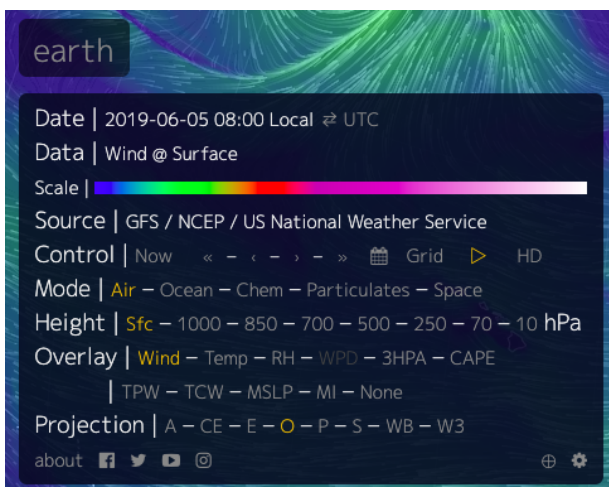 earth
Date | 2019-06-05 08:00 Local ⇄ UTC
Data | Wind @ Surface
Scale |
Source | GFS / NCEP / US National Weather Service
Control | Now « – ‹ – › – » Grid HD
Mode | Air – Ocean – Chem – Particulates – Space
Height | Sfc – 1000 – 850 – 700 – 500 – 250 – 70 – 10 hPa
Overlay | Wind – Temp – RH – WPD – 3HPA – CAPE
| TPW – TCW – MSLP – MI – None
Projection | A – CE – E – O – P – S – WB – W3
about